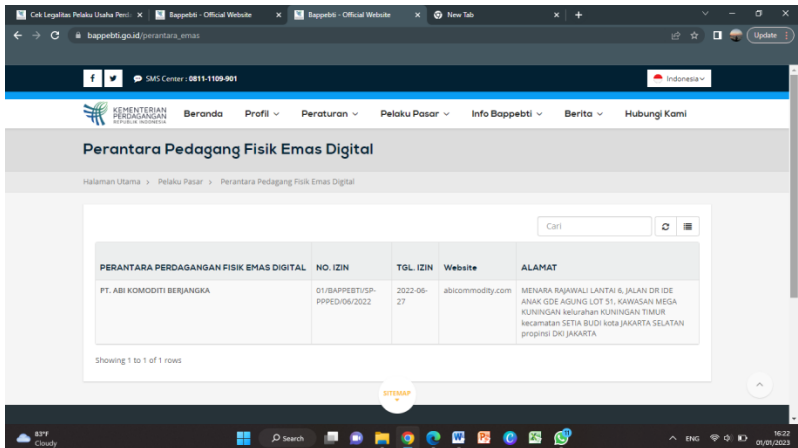 Cek Legalitas Pelaku Usaha Perda
Bappebti - Official Website
Bappebti - Official Website
New Tab
bappebti.go.id/perantara_emas
Update
SMS Center : 0811-1109-901
Indonesia
KEMENTERIAN
PERDAGANGAN
REPUBLIK INDONESIA
Beranda Profil Peraturan Pelaku Pasar Info Bappebti Berita Hubungi Kami
Perantara Pedagang Fisik Emas Digital
Halaman Utama > Pelaku Pasar > Perantara Pedagang Fisik Emas Digital
Cari
PERANTARA PERDAGANGAN FISIK EMAS DIGITAL NO. IZIN TGL. IZIN Website ALAMAT
PT. ABI KOMODITI BERJANGKA
01/BAPPEBTI/SP-
PPPED/06/2022
2022-06-
27
abicommodity.com
MENARA RAJAWALI LANTAI 6, JALAN DR IDE
ANAK GDE AGUNG LOT 51, KAWASAN MEGA
KUNINGAN kelurahan KUNINGAN TIMUR
kecamatan SETIA BUDI kota JAKARTA SELATAN
propinsi DKI JAKARTA
Showing 1 to 1 of 1 rows
SITEMAP
83°F
Cloudy
Search
ENG
16:22
01/01/2023